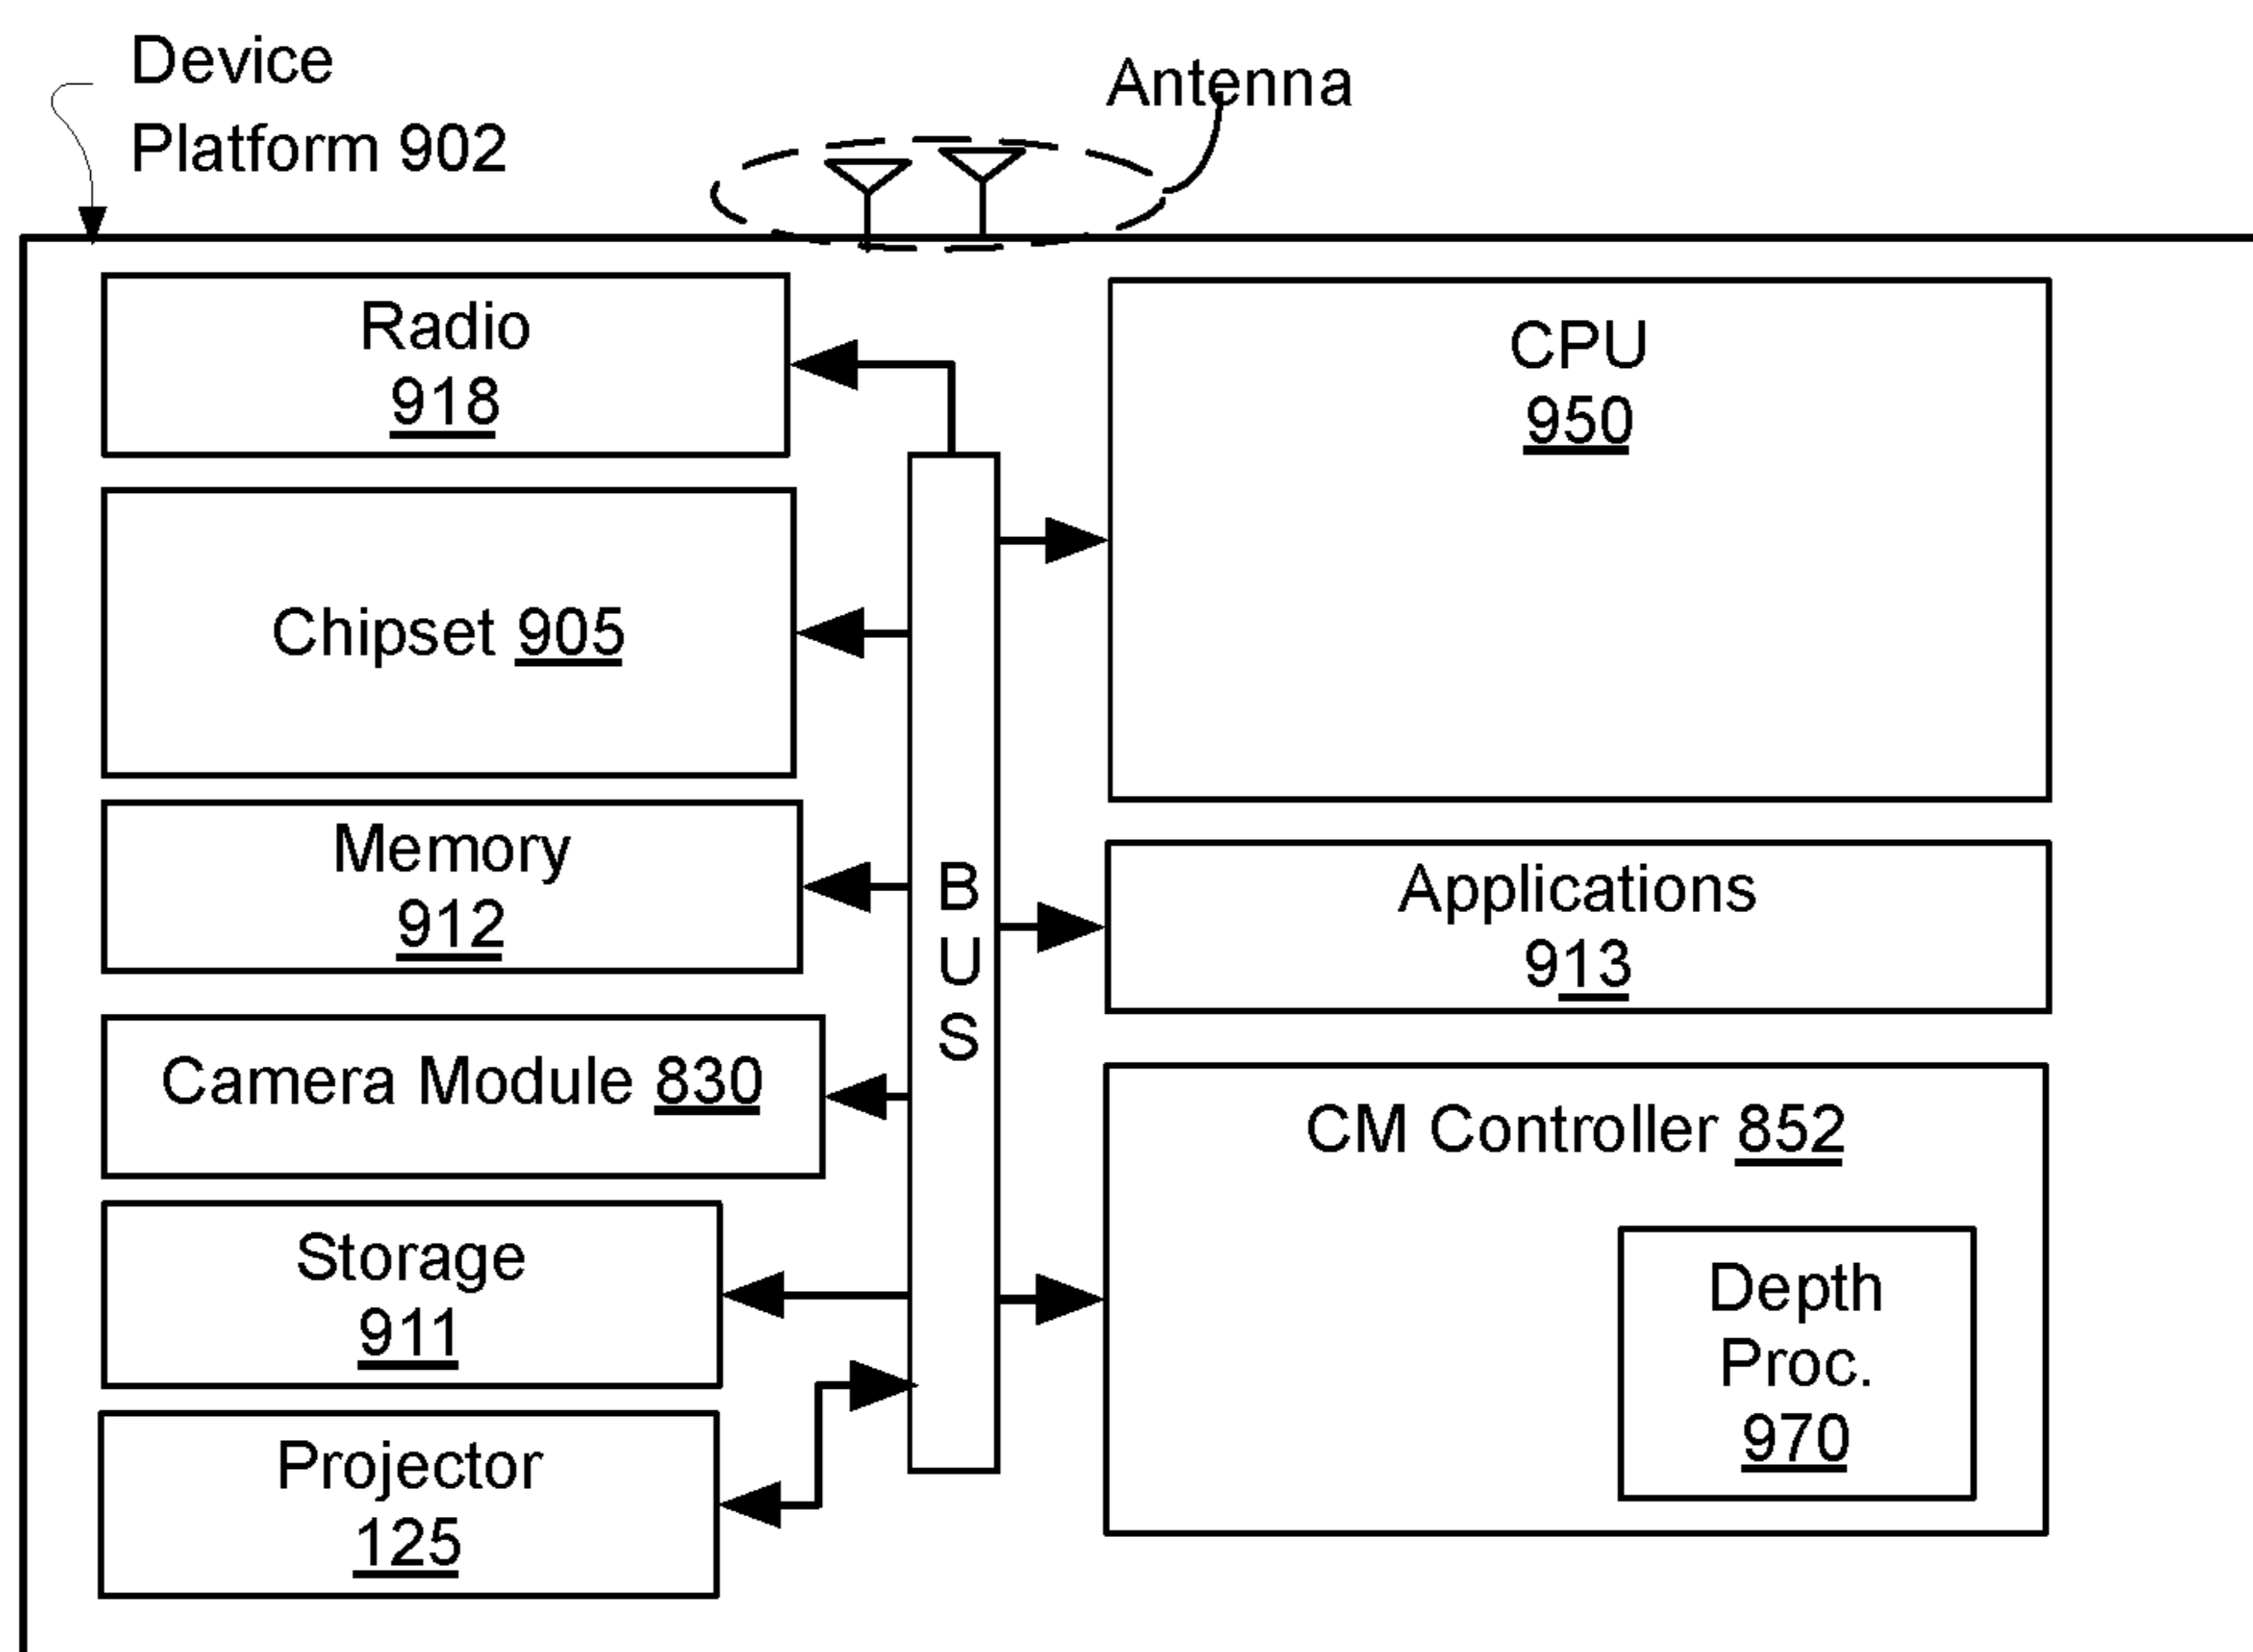 Device
Platform 902
Antenna
Radio
918
CPU
950
Chipset 905
Memory
912
B
U
S
Applications
913
Camera Module 830
CM Controller 852
Storage
911
Depth
Proc.
970
Projector
125